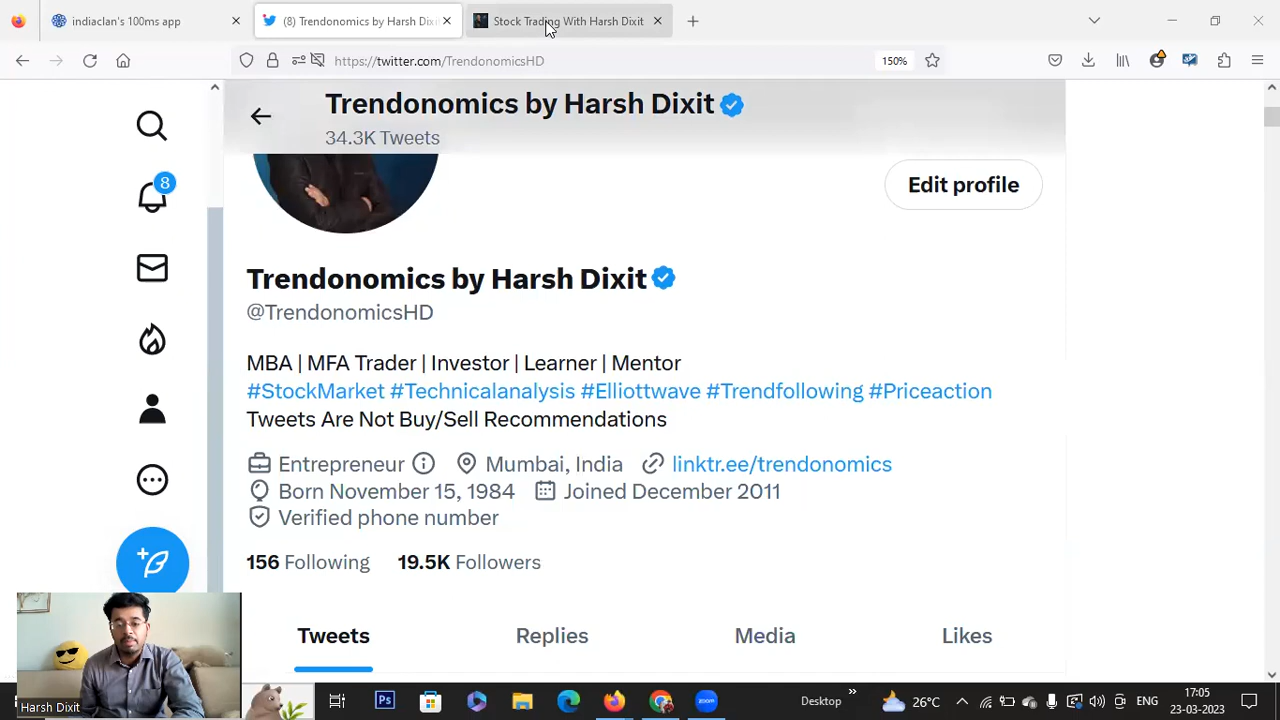 indiaclan's 100ms app
(8) Trendonomics by Harsh Dixi
Stock Trading With Harsh Dixit
https://twitter.com/TrendonomicsHD
150%
Trendonomics by Harsh Dixit
34.3K Tweets
8
Edit profile
Trendonomics by Harsh Dixit
@TrendonomicsHD
MBA | MFA Trader | Investor | Learner | Mentor
#StockMarket #Technicalanalysis #Elliottwave #Trendfollowing #Priceaction
Tweets Are Not Buy/Sell Recommendations
Entrepreneur Mumbai, India linktr.ee/trendonomics
Born November 15, 1984 Joined December 2011
Verified phone number
156 Following 19.5K Followers
Tweets Replies Media Likes
Harsh Dixit
Ps
zoom
Desktop
26°C
ENG
17:05
23-03-2023